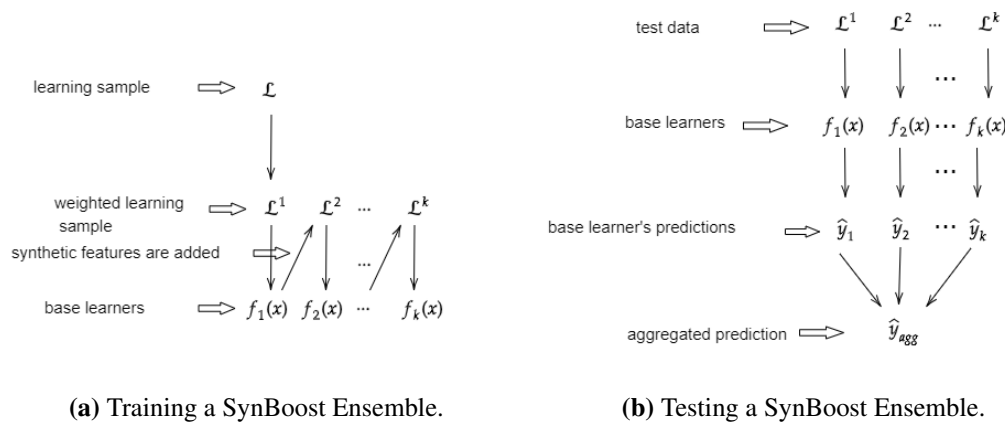 learning sample ℒ
weighted learning sample ℒ¹ ℒ² ... ℒᵏ
synthetic features are added ...
base learners f₁(x) f₂(x) ... fₖ(x)
(a) Training a SynBoost Ensemble.
test data ℒ¹ ℒ² ... ℒᵏ
...
base learners f₁(x) f₂(x) ... fₖ(x)
...
base learner's predictions ŷ₁ ŷ₂ ... ŷₖ
aggregated prediction ŷ_agg
(b) Testing a SynBoost Ensemble.